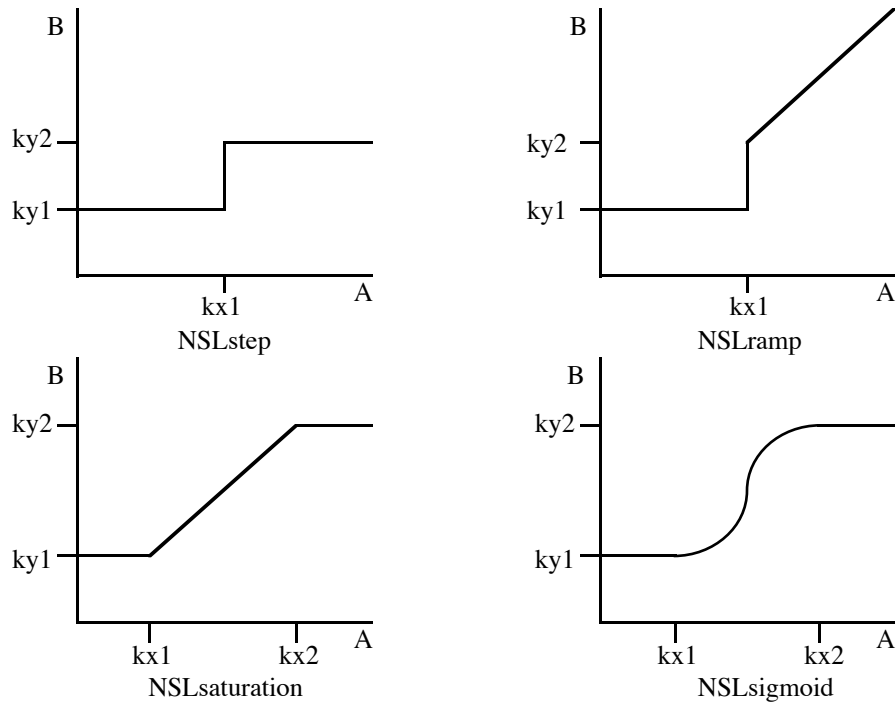 B
ky2
ky1
kx1
A
NSLstep
B
ky2
ky1
kx1
A
NSLramp
B
ky2
ky1
kx1
kx2
A
NSLsaturation
B
ky2
ky1
kx1
kx2
A
NSLsigmoid